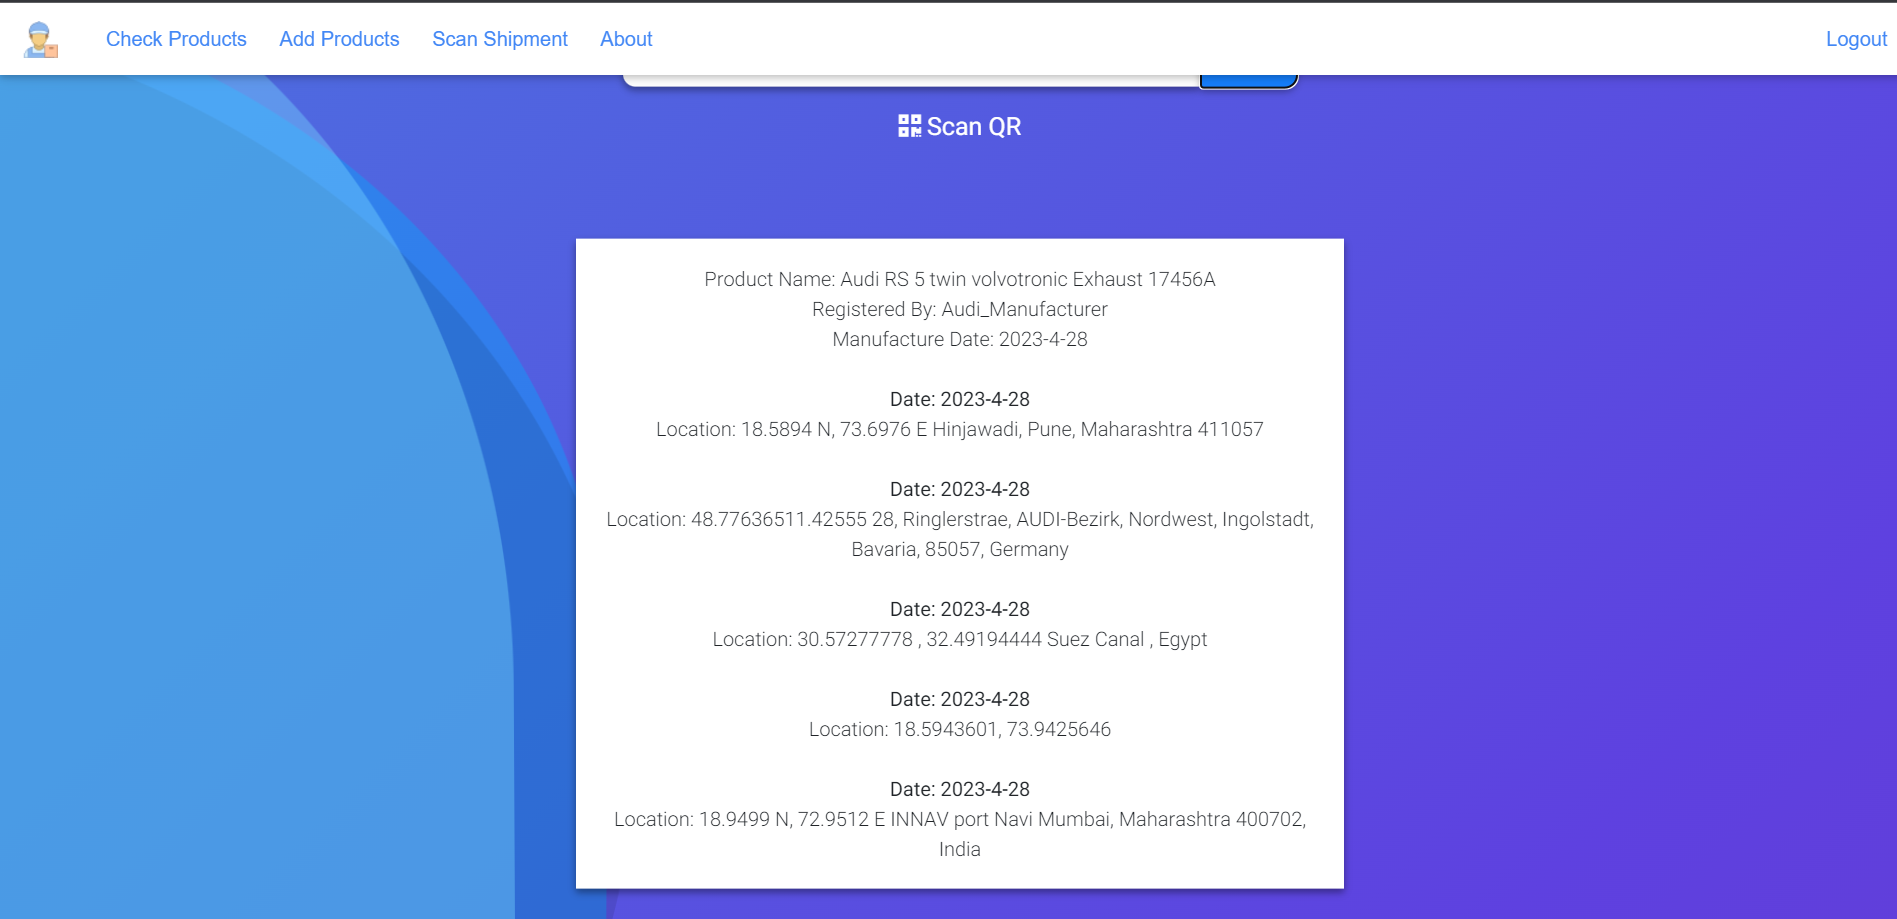 Check Products
Add Products
Scan Shipment
About
Logout
Scan QR
Product Name: Audi RS 5 twin volvotronic Exhaust 17456A
Registered By: Audi_Manufacturer
Manufacture Date: 2023-4-28
Date: 2023-4-28
Location: 18.5894 N, 73.6976 E Hinjawadi, Pune, Maharashtra 411057
Date: 2023-4-28
Location: 48.77636511.42555 28, Ringlerstrae, AUDI-Bezirk, Nordwest, Ingolstadt,
Bavaria, 85057, Germany
Date: 2023-4-28
Location: 30.57277778 , 32.49194444 Suez Canal , Egypt
Date: 2023-4-28
Location: 18.5943601, 73.9425646
Date: 2023-4-28
Location: 18.9499 N, 72.9512 E INNAV port Navi Mumbai, Maharashtra 400702,
India